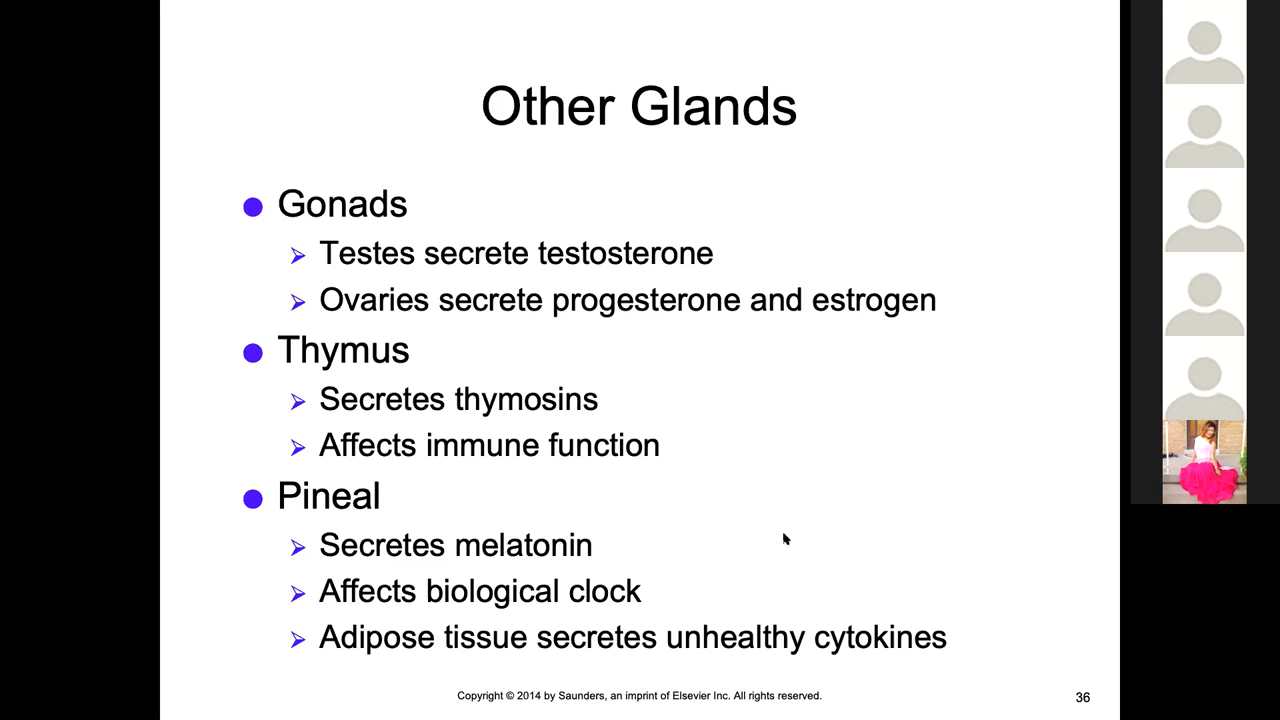 Other Glands
Gonads
Testes secrete testosterone
Ovaries secrete progesterone and estrogen
Thymus
Secretes thymosins
Affects immune function
Pineal
Secretes melatonin
Affects biological clock
Adipose tissue secretes unhealthy cytokines
Copyright © 2014 by Saunders, an imprint of Elsevier Inc. All rights reserved.
36